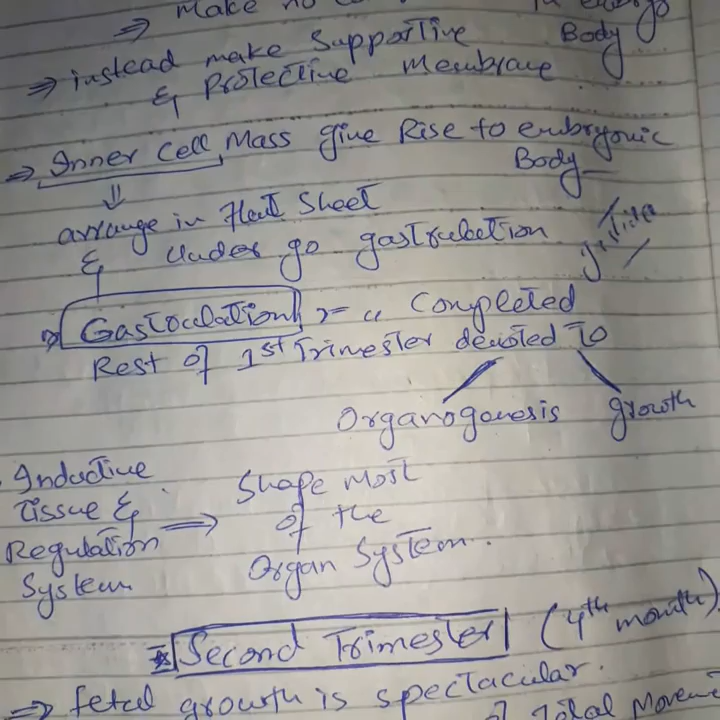 ⇒ Make no
⇒ instead make Supportive Body
& Protective Membrane
⇒ Inner Cell Mass give Rise to embryonic
Body
⇓
arrange in Flat Sheet
& Under go gastrulation
⇒ Gastrulation = " Completed
Rest of 1st Trimester devoted To
Organogenesis growth
Inductive
Tissue &
Regulation
System
⇒ Shape Most
of the
Organ System.
Second Trimester (4th month)
⇒ fetal growth is spectacular.